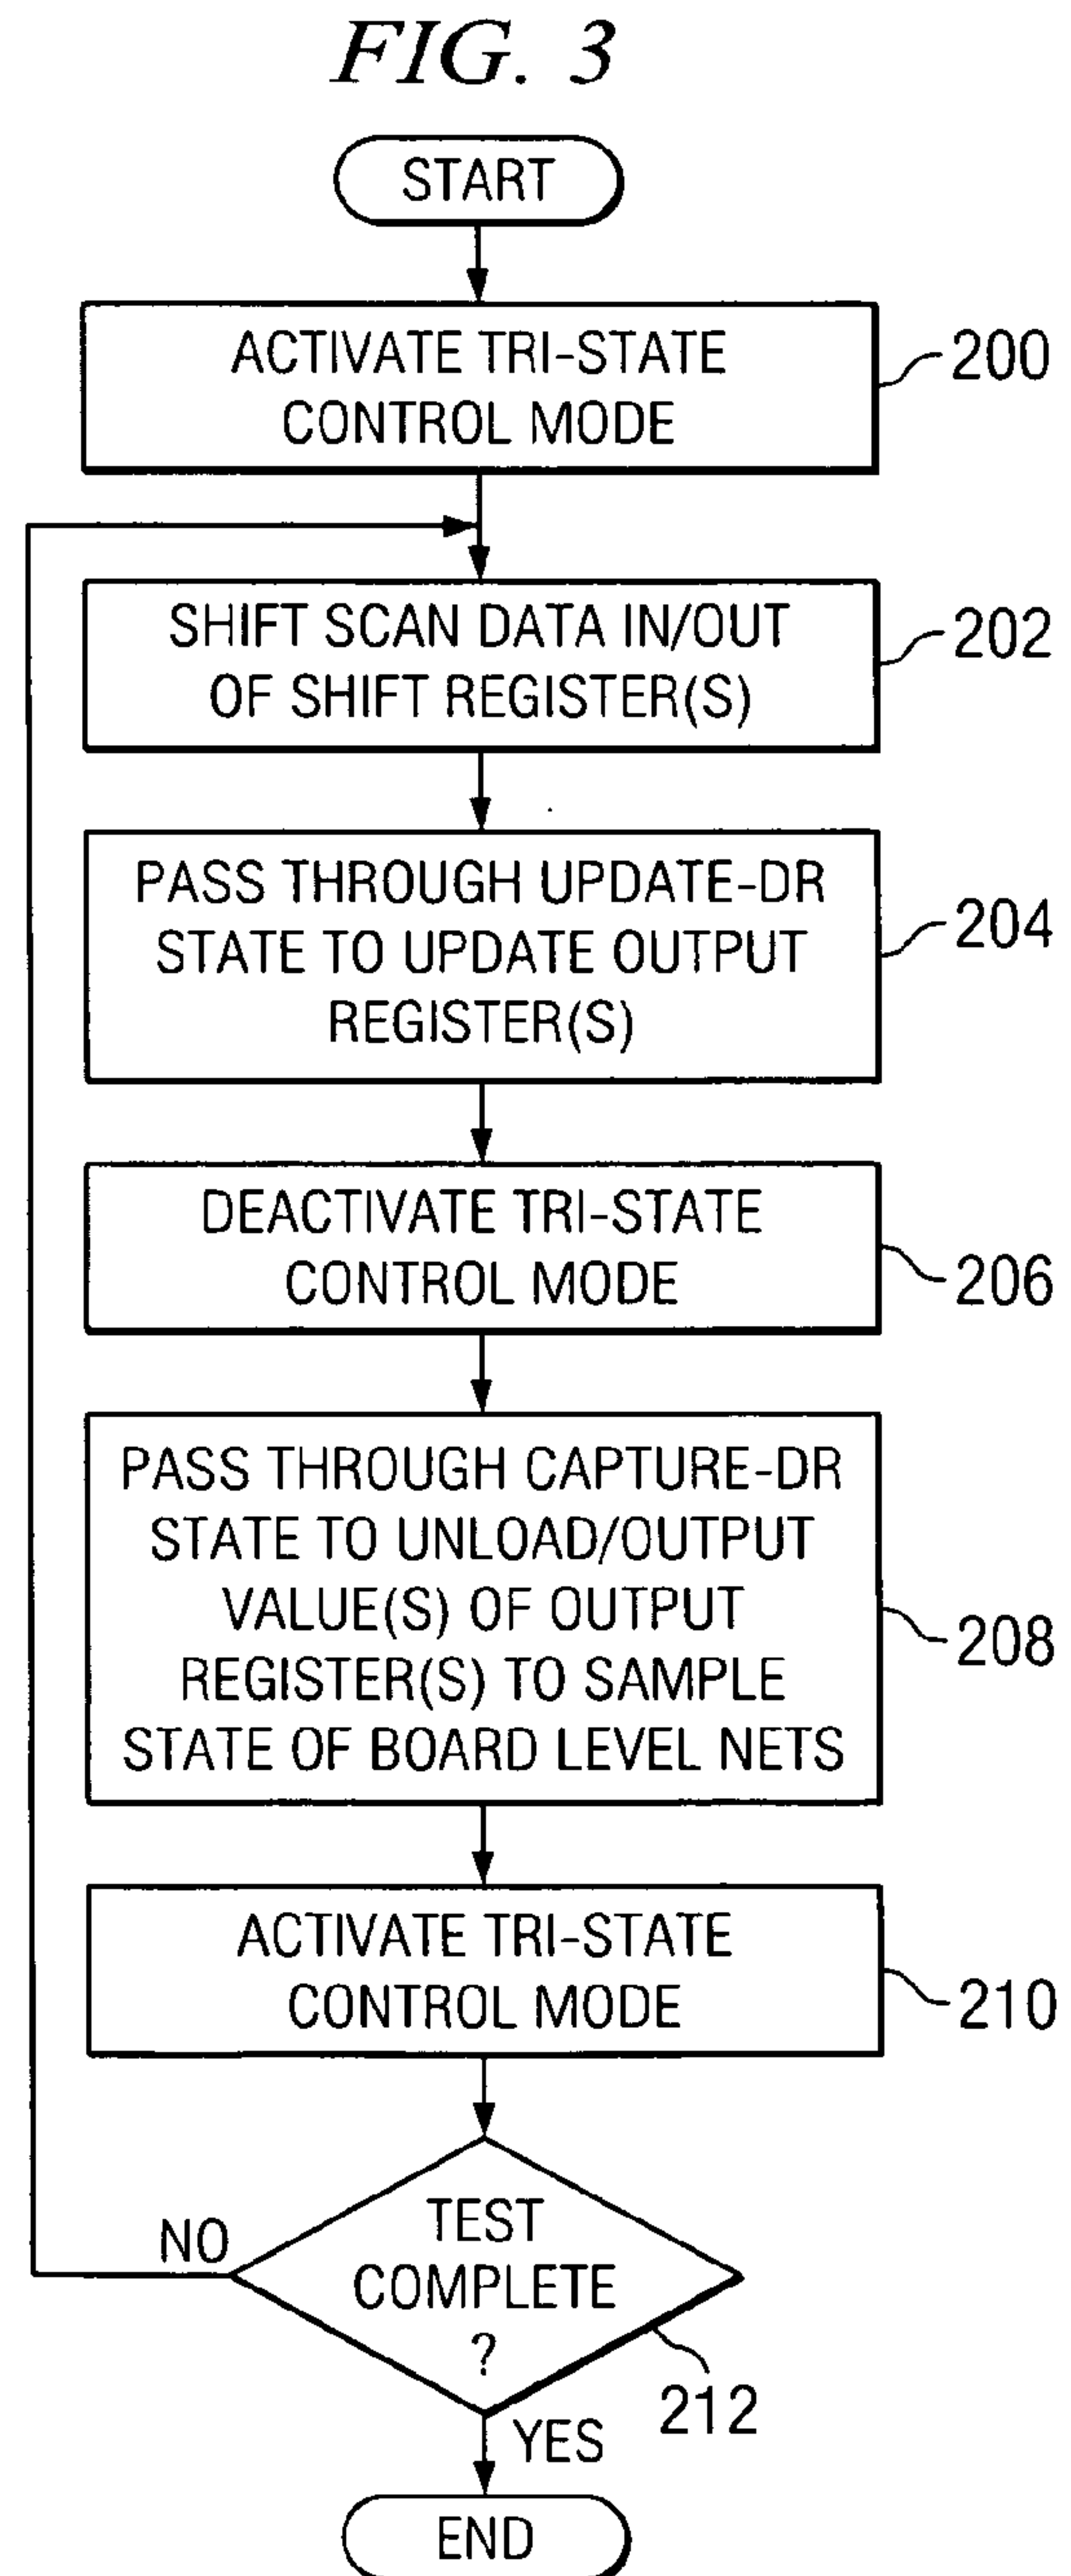 FIG. 3
START
ACTIVATE TRI-STATE
CONTROL MODE
200
SHIFT SCAN DATA IN/OUT
OF SHIFT REGISTER(S)
202
PASS THROUGH UPDATE-DR
STATE TO UPDATE OUTPUT
REGISTER(S)
204
DEACTIVATE TRI-STATE
CONTROL MODE
206
PASS THROUGH CAPTURE-DR
STATE TO UNLOAD/OUTPUT
VALUE(S) OF OUTPUT
REGISTER(S) TO SAMPLE
STATE OF BOARD LEVEL NETS
208
ACTIVATE TRI-STATE
CONTROL MODE
210
NO
TEST
COMPLETE
?
212
YES
END